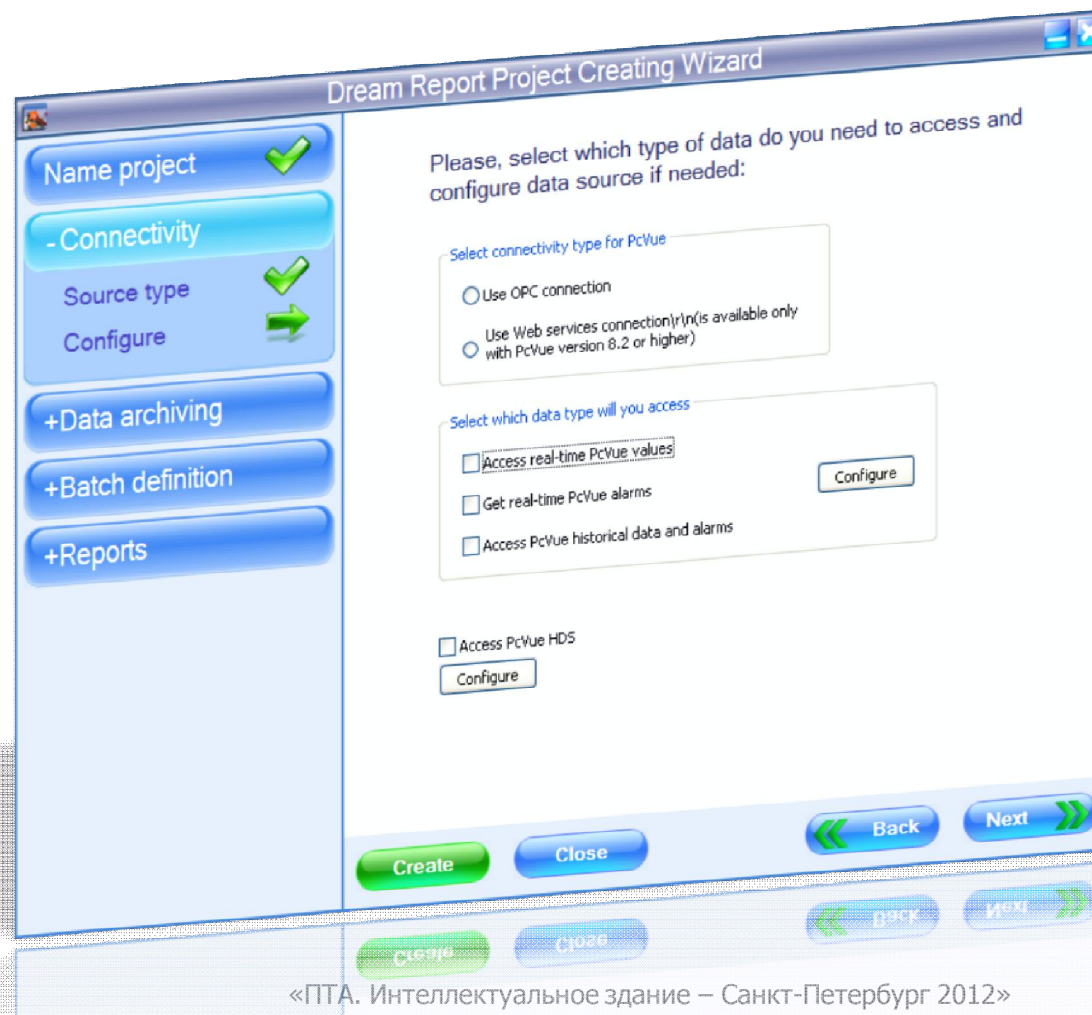 Dream Report Project Creating Wizard
Name project
- Connectivity
Source type
Configure
+Data archiving
+Batch definition
+Reports
Please, select which type of data do you need to access and
configure data source if needed:
Select connectivity type for PcVue
Use OPC connection
Use Web services connection\r\n(is available only
with PcVue version 8.2 or higher)
Select which data type will you access
Access real-time PcVue values
Get real-time PcVue alarms
Access PcVue historical data and alarms
Configure
Access PcVue HDS
Configure
Create
Close
Back
Next
«ПТА. Интеллектуальное здание – Санкт-Петербург 2012»